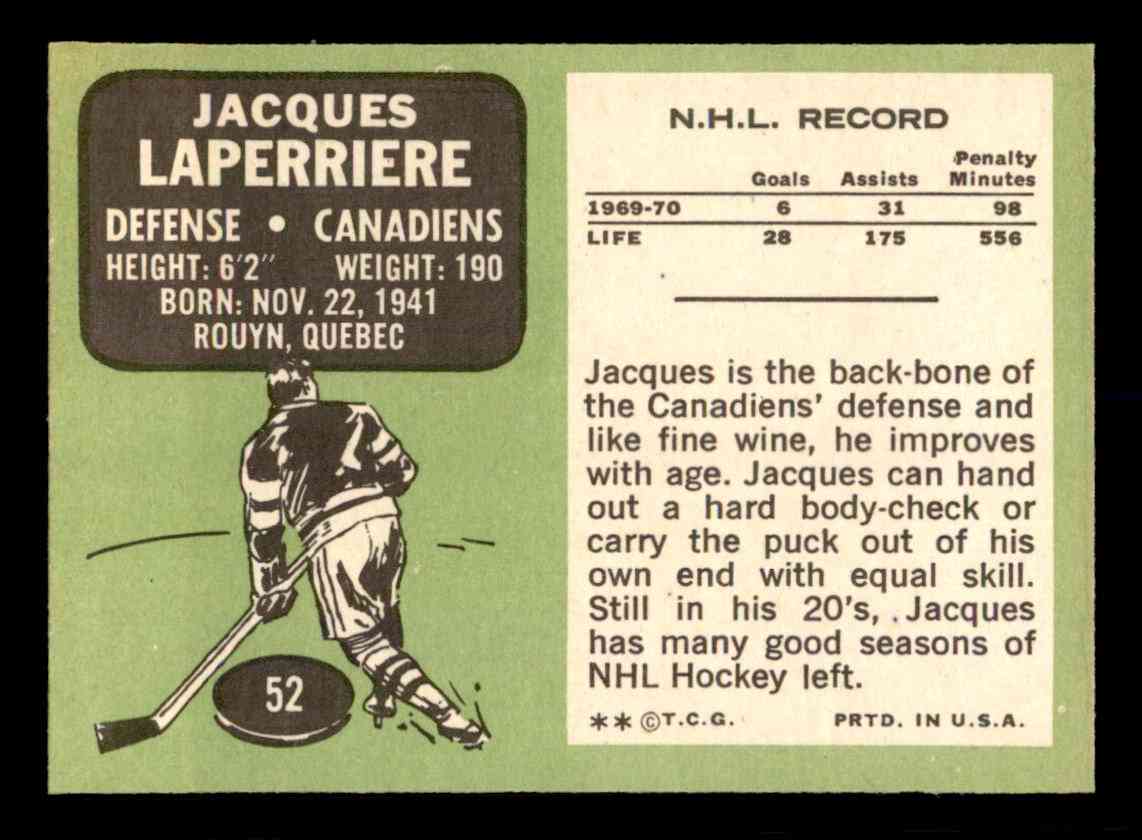 JACQUES
LAPERRIERE
DEFENSE • CANADIENS
HEIGHT: 6'2" WEIGHT: 190
BORN: NOV. 22, 1941
ROUYN, QUEBEC
52
N.H.L. RECORD
Goals Assists Penalty Minutes
1969-70 6 31 98
LIFE 28 175 556
Jacques is the back-bone of
the Canadiens' defense and
like fine wine, he improves
with age. Jacques can hand
out a hard body-check or
carry the puck out of his
own end with equal skill.
Still in his 20's, Jacques
has many good seasons of
NHL Hockey left.
** ©T.C.G. PRTD. IN U.S.A.